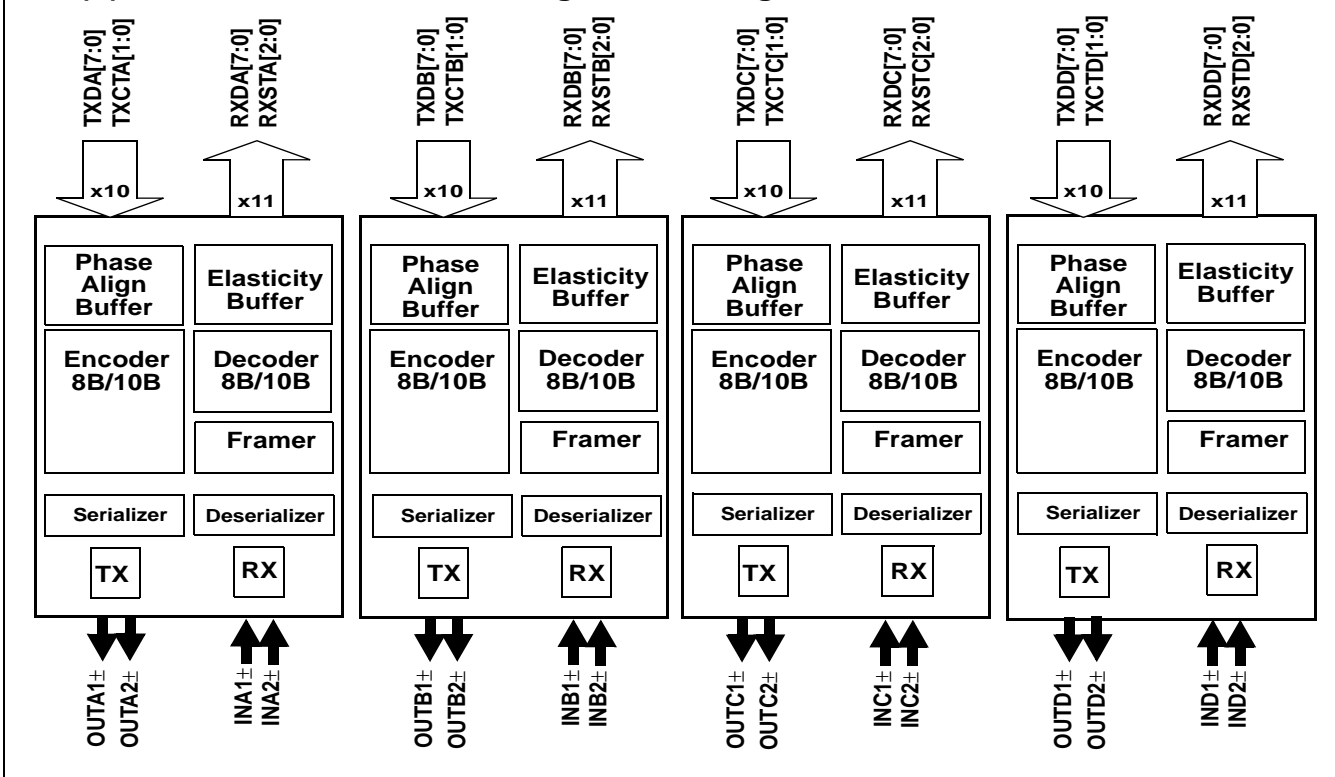 TXDA[7:0]
TXCTA[1:0]
RXDA[7:0]
RXSTA[2:0]
x10
x11
Phase
Align
Buffer
Elasticity
Buffer
Encoder
8B/10B
Decoder
8B/10B
Framer
Serializer
Deserializer
TX
RX
OUTA1±
OUTA2±
INA1±
INA2±
TXDB[7:0]
TXCTB[1:0]
RXDB[7:0]
RXSTB[2:0]
x10
x11
Phase
Align
Buffer
Elasticity
Buffer
Encoder
8B/10B
Decoder
8B/10B
Framer
Serializer
Deserializer
TX
RX
OUTB1±
OUTB2±
INB1±
INB2±
TXDC[7:0]
TXCTC[1:0]
RXDC[7:0]
RXSTC[2:0]
x10
x11
Phase
Align
Buffer
Elasticity
Buffer
Encoder
8B/10B
Decoder
8B/10B
Framer
Serializer
Deserializer
TX
RX
OUTC1±
OUTC2±
INC1±
INC2±
TXDD[7:0]
TXCTD[1:0]
RXDD[7:0]
RXSTD[2:0]
x10
x11
Phase
Align
Buffer
Elasticity
Buffer
Encoder
8B/10B
Decoder
8B/10B
Framer
Serializer
Deserializer
TX
RX
OUTD1±
OUTD2±
IND1±
IND2±